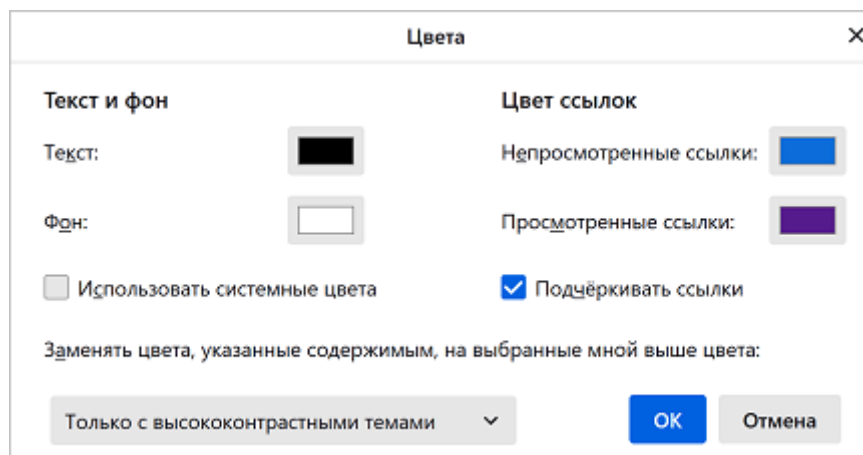 Цвета
Текст и фон
Цвет ссылок
Текст:
Непросмотренные ссылки:
Фон:
Просмотренные ссылки:
Использовать системные цвета
Подчёркивать ссылки
Заменять цвета, указанные содержимым, на выбранные мной выше цвета:
Только с высококонтрастными темами
ОК
Отмена